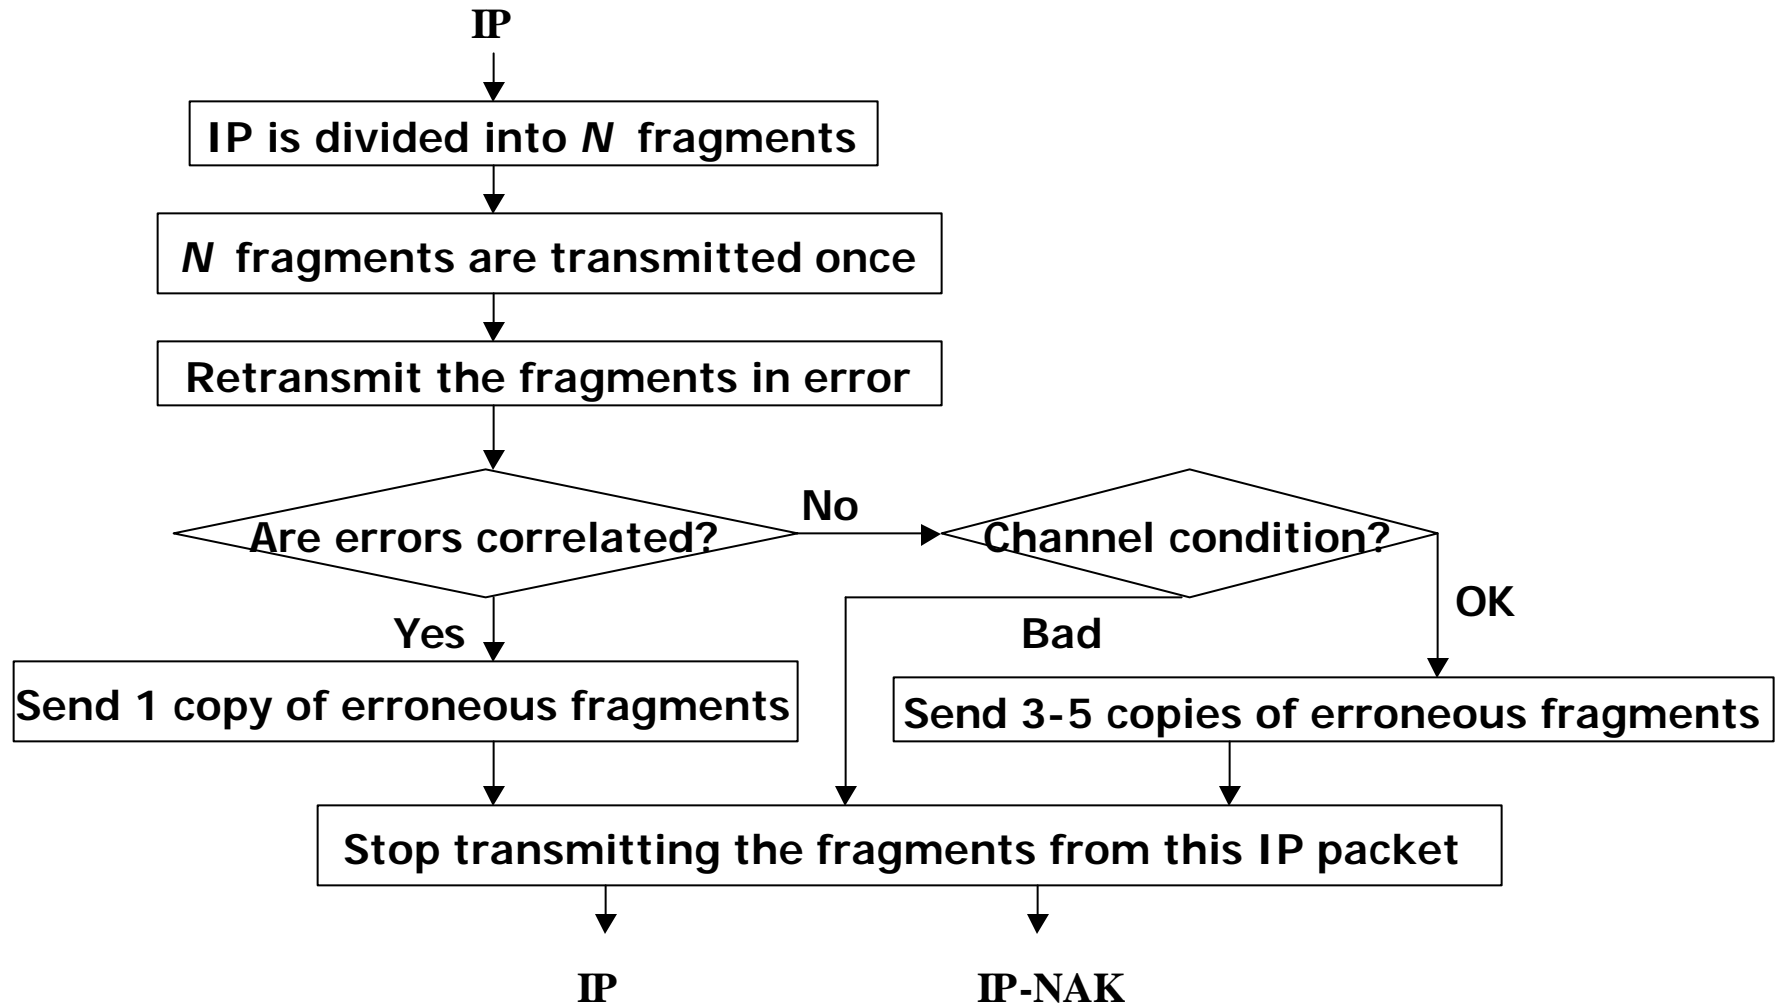 IP
IP is divided into N fragments
N fragments are transmitted once
Retransmit the fragments in error
Are errors correlated?
No
Channel condition?
Yes
Bad
OK
Send 1 copy of erroneous fragments
Send 3-5 copies of erroneous fragments
Stop transmitting the fragments from this IP packet
IP
IP-NAK